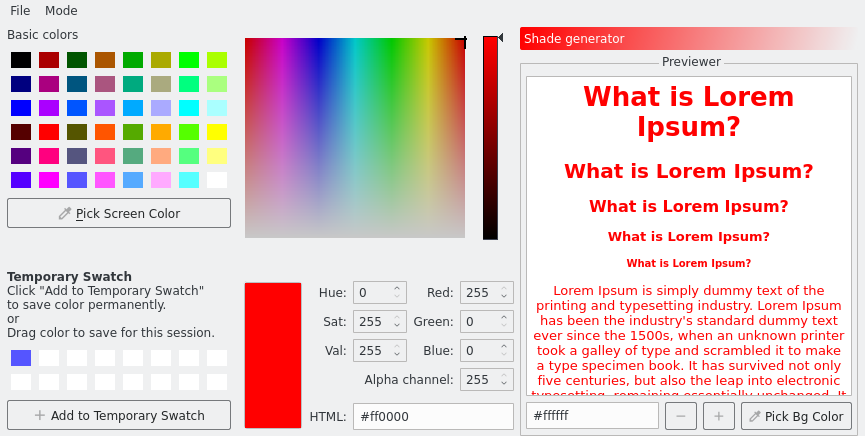 File Mode
Basic colors
Pick Screen Color
Temporary Swatch
Click "Add to Temporary Swatch"
to save color permanently.
or
Drag color to save for this session.
Add to Temporary Swatch
Hue: 0 Red: 255
Sat: 255 Green: 0
Val: 255 Blue: 0
Alpha channel: 255
HTML: #ff0000
Shade generator
Previewer
What is Lorem
Ipsum?
What is Lorem Ipsum?
What is Lorem Ipsum?
What is Lorem Ipsum?
What is Lorem Ipsum?
Lorem Ipsum is simply dummy text of the
printing and typesetting industry. Lorem Ipsum
has been the industry's standard dummy text
ever since the 1500s, when an unknown printer
took a galley of type and scrambled it to make
a type specimen book. It has survived not only
five centuries, but also the leap into electronic
typesetting, remaining essentially unchanged. It
#ffffff
Pick Bg Color